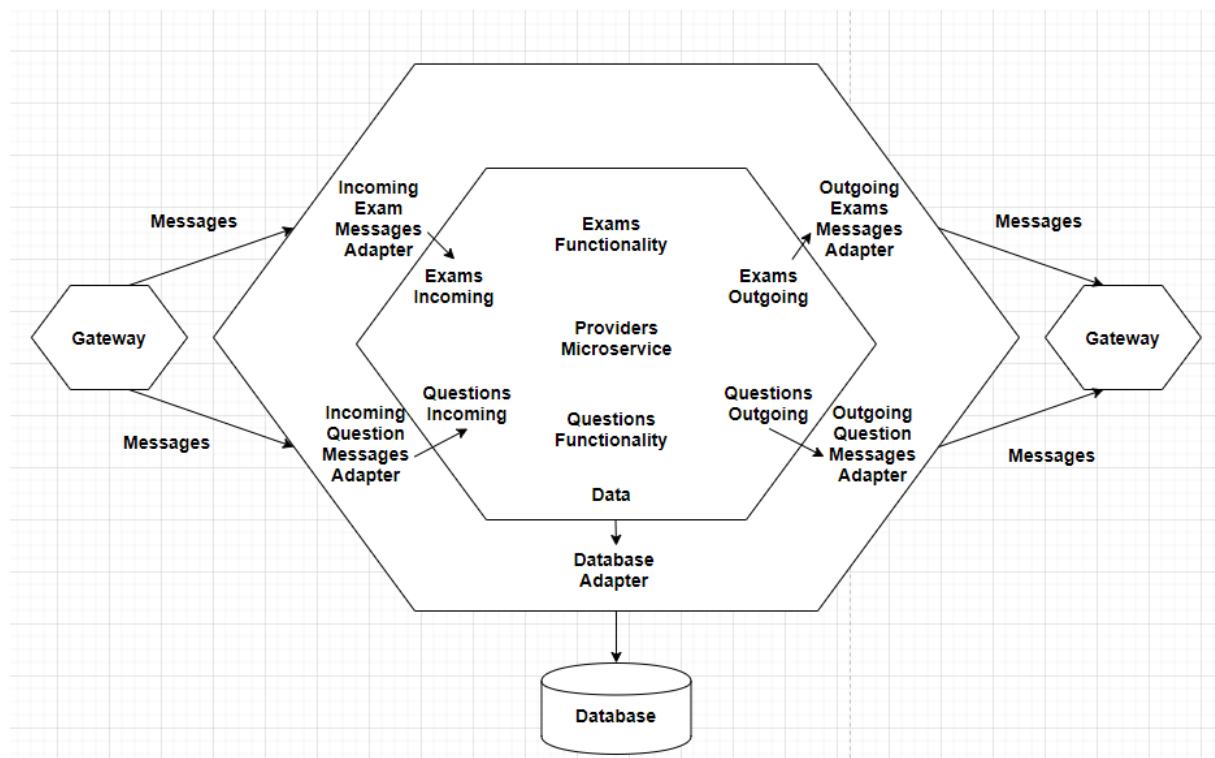 Incoming
Exam
Messages
Adapter
Outgoing
Exams
Messages
Adapter
Messages
Exams
Functionality
Messages
Exams
Incoming
Exams
Outgoing
Gateway
Providers
Microservice
Gateway
Questions
Incoming
Questions
Outgoing
Messages
Incoming
Question
Messages
Adapter
Questions
Functionality
Outgoing
Question
Messages
Adapter
Messages
Data
Database
Adapter
Database